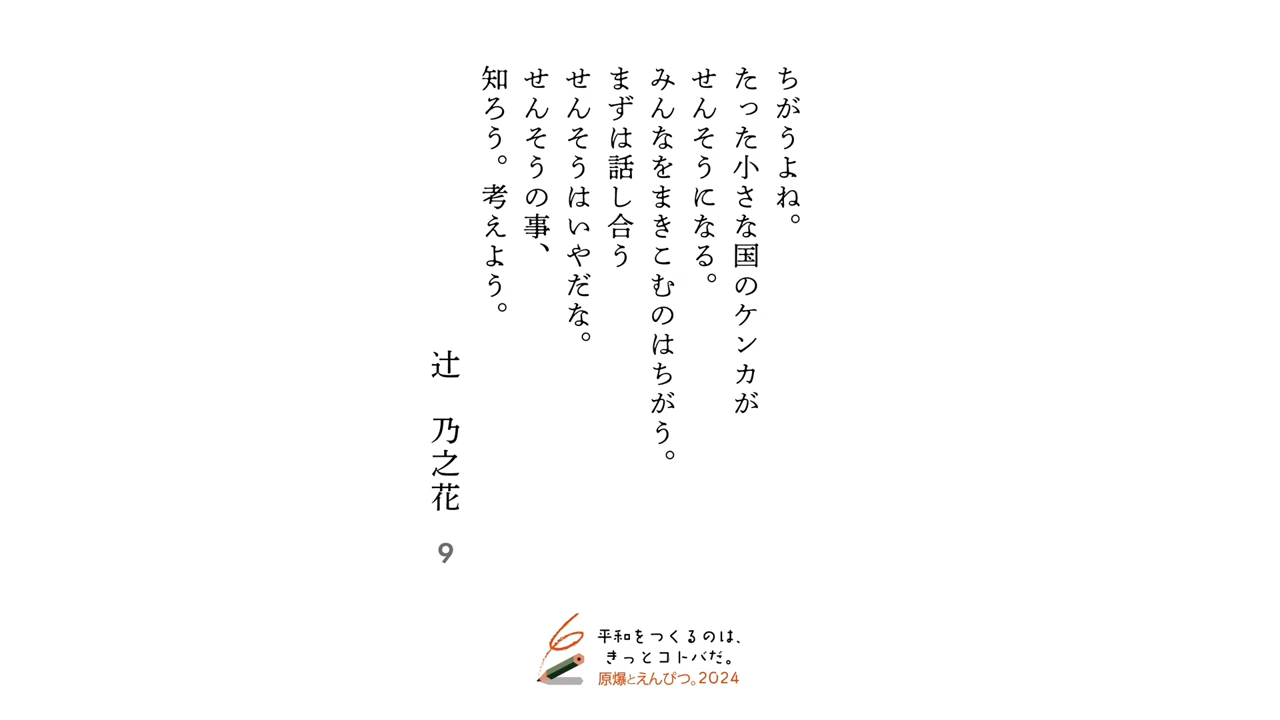 ちがうよね。
たった小さな国のケンカが
せんそうになる。
みんなをまきこむのはちがう。
まずは話し合う
せんそうはいやだな。
せんそうの事、
知ろう。考えよう。
辻 乃之花
9
平和をつくるのは、
きっとコトバだ。
原爆とえんぴつ。2024